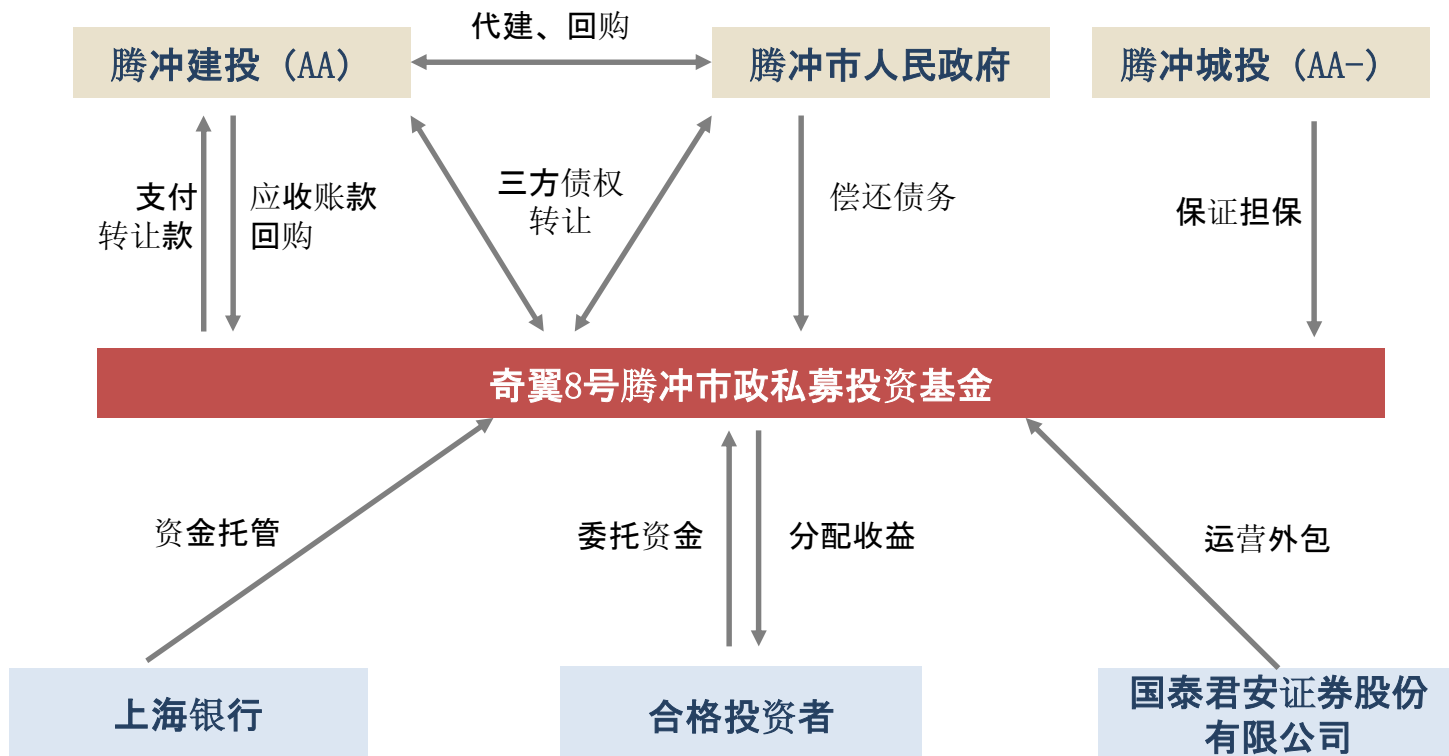 代建、回购
腾冲建投（AA）
腾冲市人民政府
腾冲城投（AA-）
支付
转让款
应收账款
回购
三方债权
转让
偿还债务
保证担保
奇翼8号腾冲市政私募投资基金
资金托管
委托资金
分配收益
运营外包
上海银行
合格投资者
国泰君安证券股份
有限公司